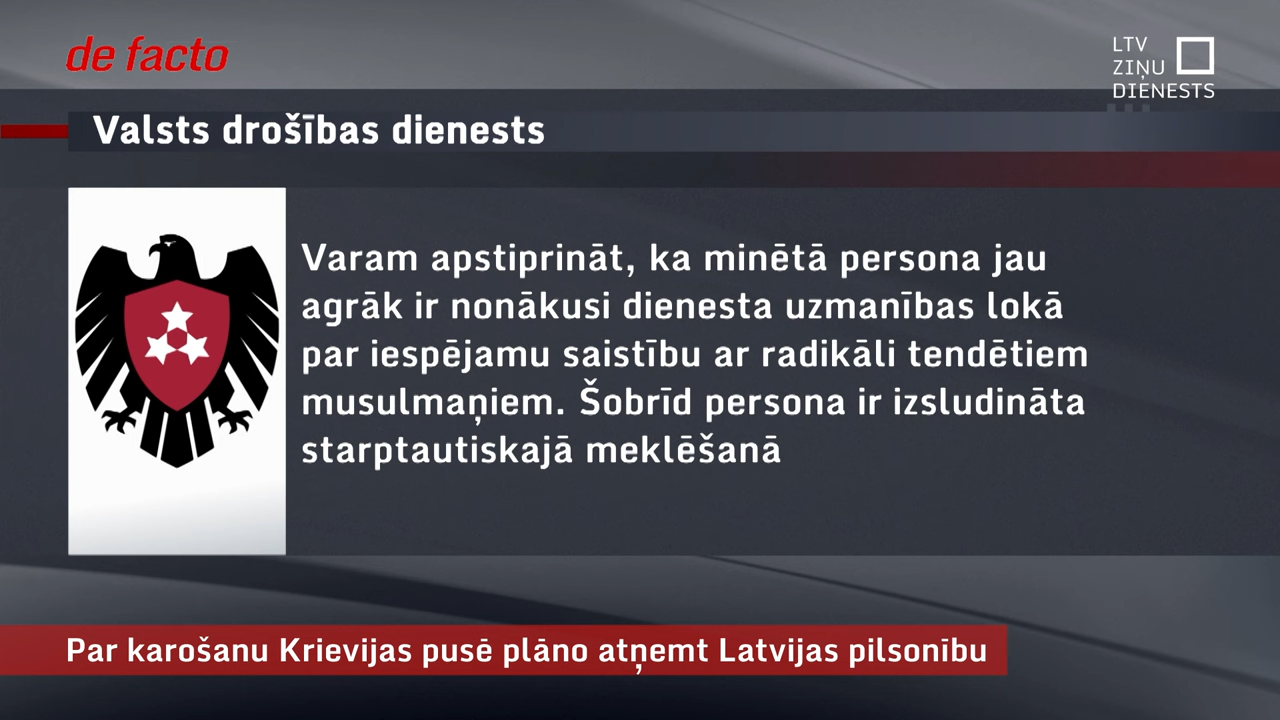 de facto
LTV
ZIŅU
DIENESTS
Valsts drošības dienests
Varam apstiprināt, ka minētā persona jau
agrāk ir nonākusi dienesta uzmanības lokā
par iespējamu saistību ar radikāli tendētiem
musulmaņiem. Šobrīd persona ir izsludināta
starptautiskajā meklēšanā
Par karošanu Krievijas pusē plāno atņemt Latvijas pilsonību